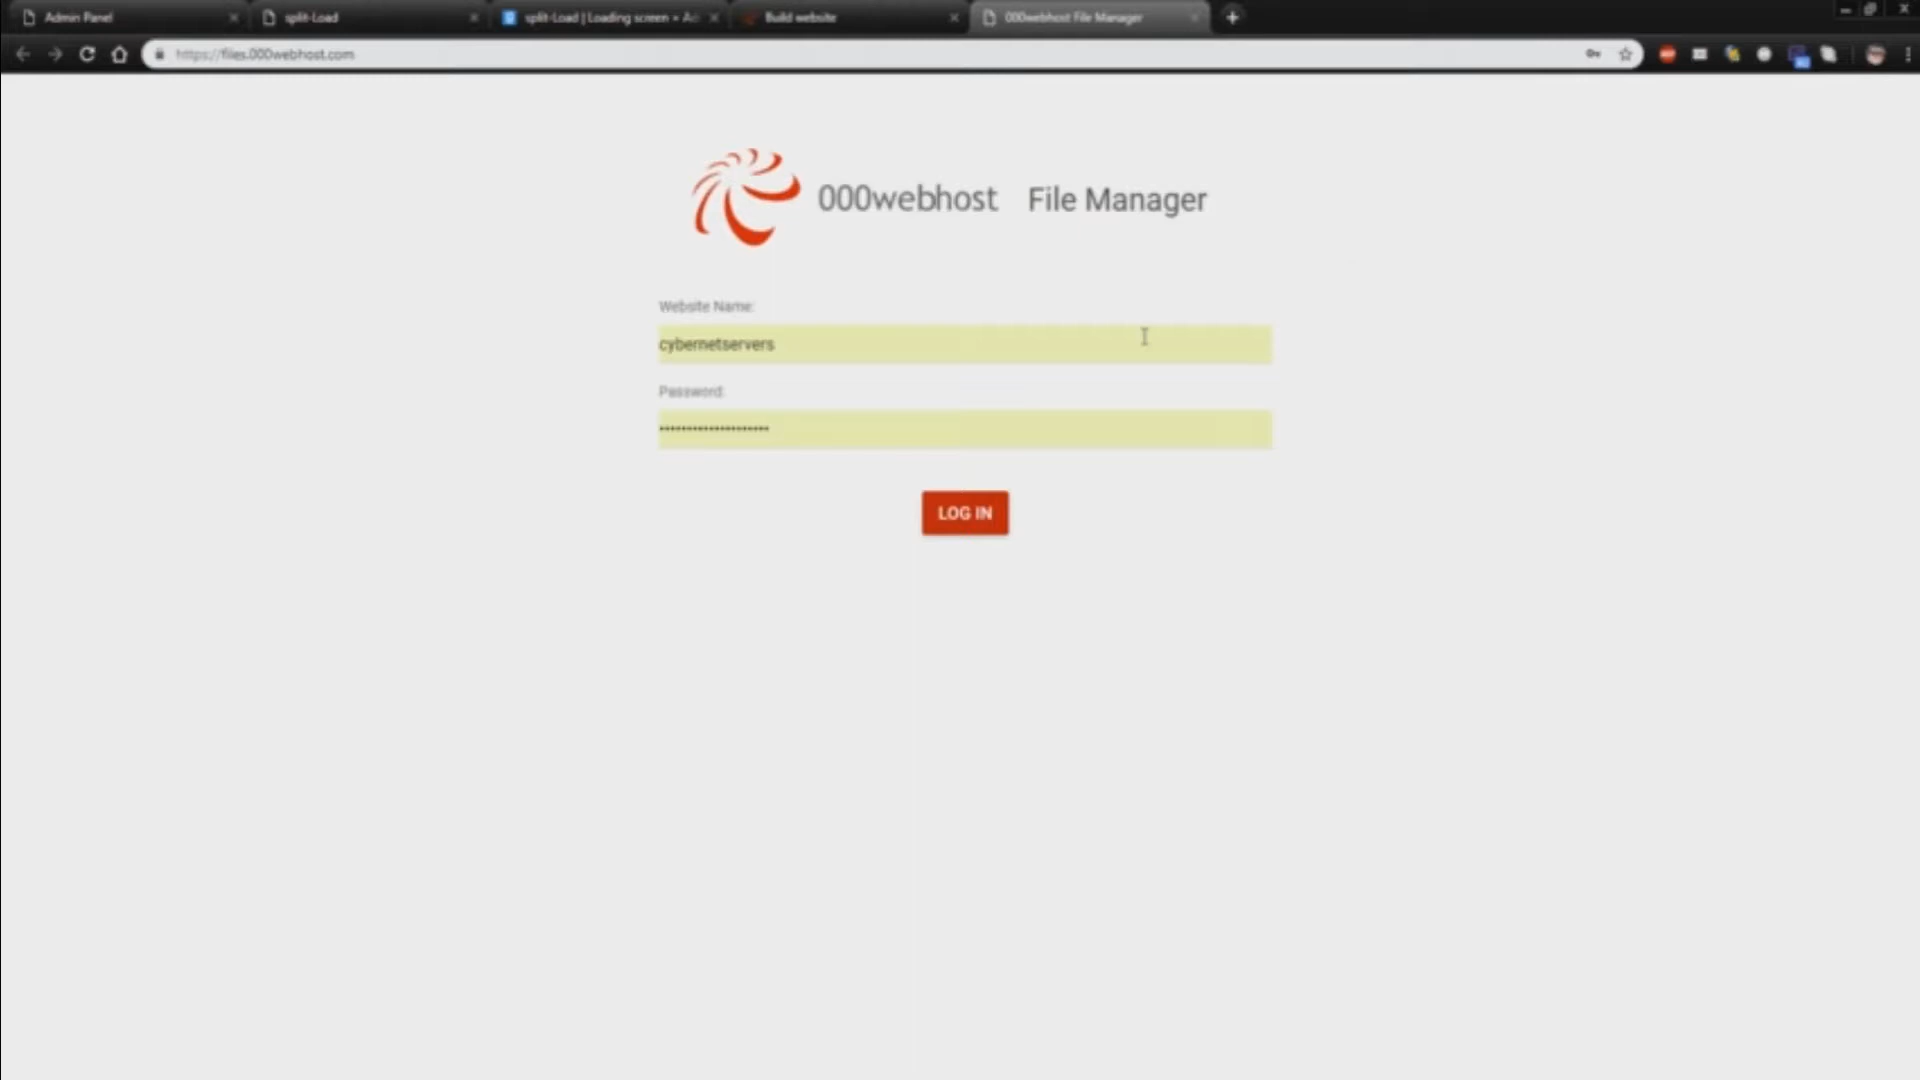 Admin Panel
split-Load
split-Load | Loading screen × Ad
Build website
000webhost File Manager
https://files.000webhost.com
000webhost File Manager
Website Name:
cybernetservers
Password:
LOG IN